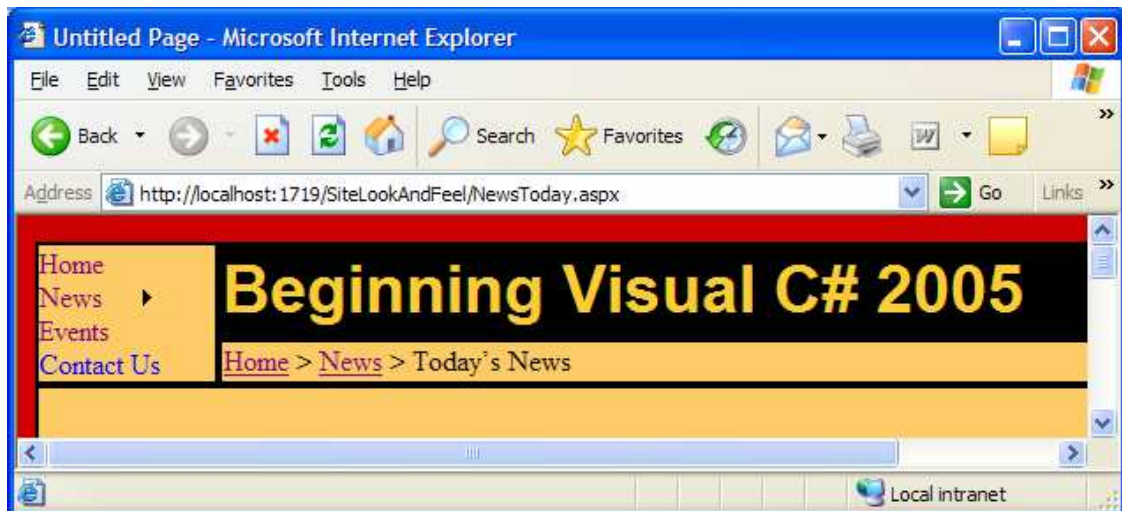 Untitled Page - Microsoft Internet Explorer
File Edit View Favorites Tools Help
Back Search Favorites »
Address http://localhost:1719/SiteLookAndFeel/NewsToday.aspx Go Links »
Home
News
Events
Contact Us
Beginning Visual C# 2005
Home > News > Today's News
Local intranet